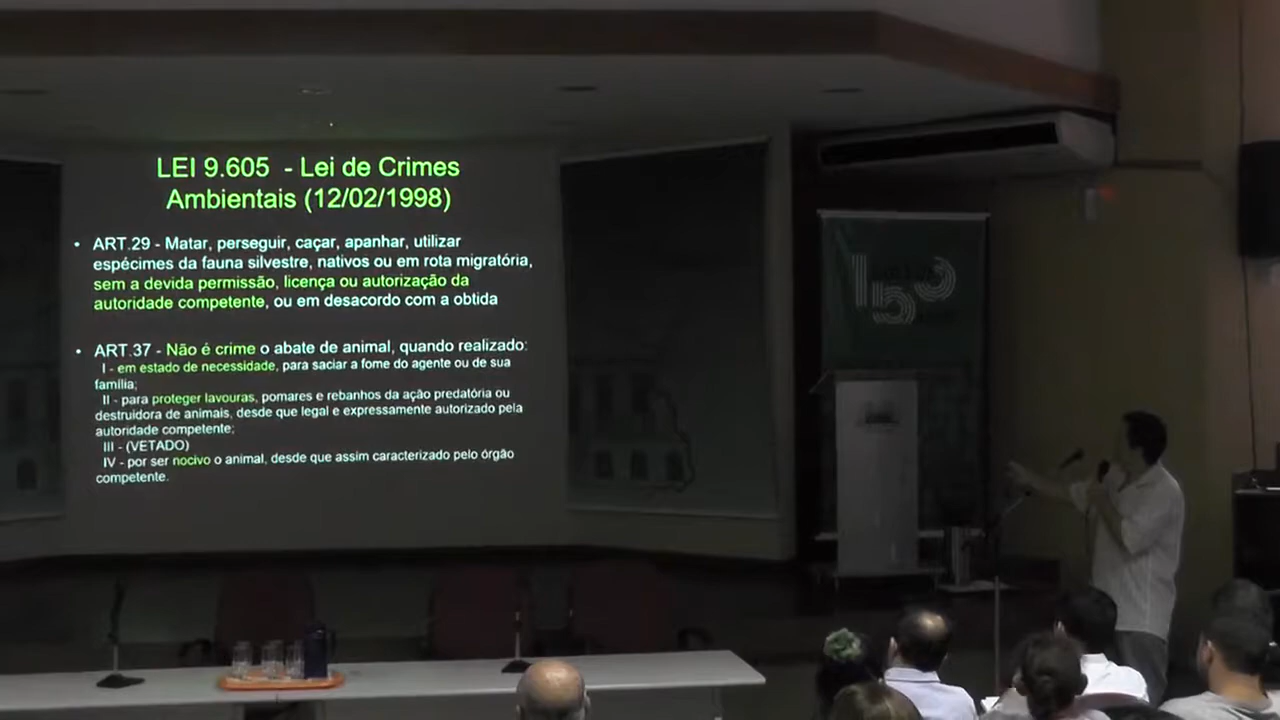 LEI 9.605 - Lei de Crimes
Ambientais (12/02/1998)
• ART.29 - Matar, perseguir, caçar, apanhar, utilizar
espécimes da fauna silvestre, nativos ou em rota migratória,
sem a devida permissão, licença ou autorização da
autoridade competente, ou em desacordo com a obtida
• ART.37 - Não é crime o abate de animal, quando realizado:
I - em estado de necessidade, para saciar a fome do agente ou de sua
família;
II - para proteger lavouras, pomares e rebanhos da ação predatória ou
destruidora de animais, desde que legal e expressamente autorizado pela
autoridade competente;
III - (VETADO)
IV - por ser nocivo o animal, desde que assim caracterizado pelo órgão
competente.
150